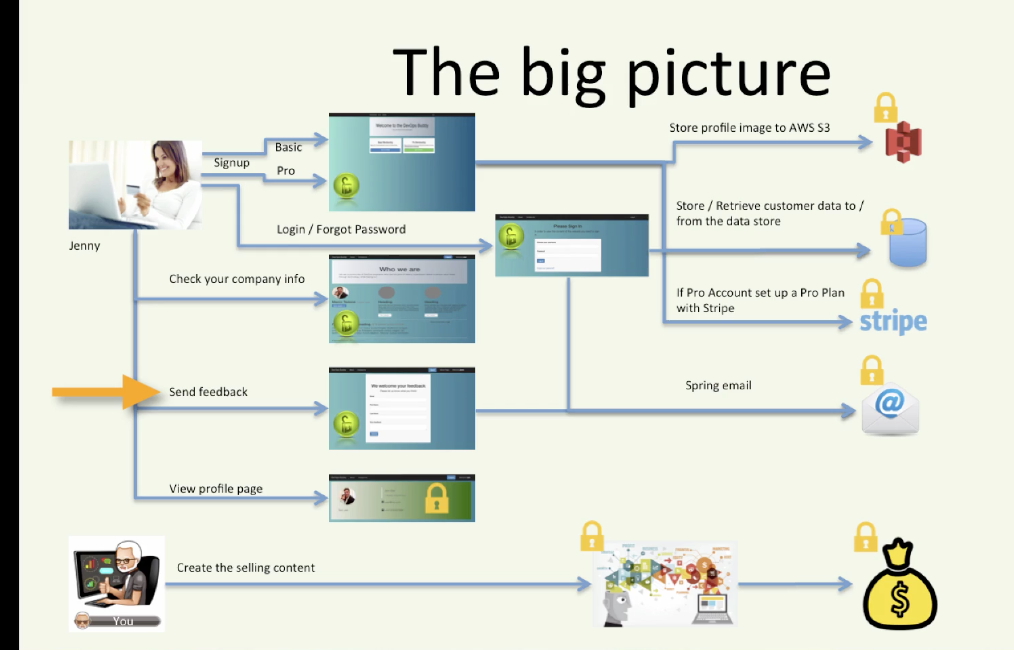 The big picture
Store profile image to AWS S3
Basic
Signup
Pro
Welcome to the DevOps Buddy
Store / Retrieve customer data to /
from the data store
Login / Forgot Password
Please Sign In
Jenny
Who we are
Check your company info
If Pro Account set up a Pro Plan
with Stripe
stripe
We welcome your feedback
Send feedback
Spring email
@
View profile page
Create the selling content
You
$